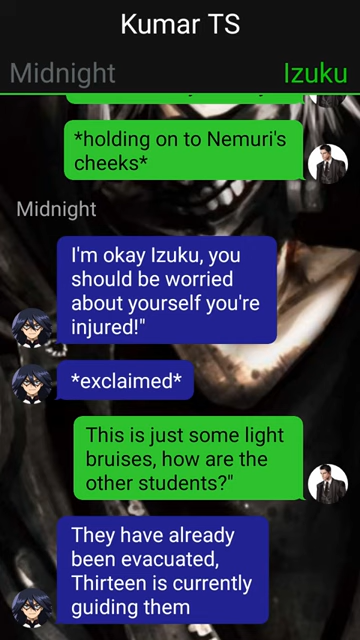 Kumar TS
Midnight
Izuku
*holding on to Nemuri's
cheeks*
Midnight
I'm okay Izuku, you
should be worried
about yourself you're
injured!"
*exclaimed*
This is just some light
bruises, how are the
other students?"
They have already
been evacuated,
Thirteen is currently
guiding them